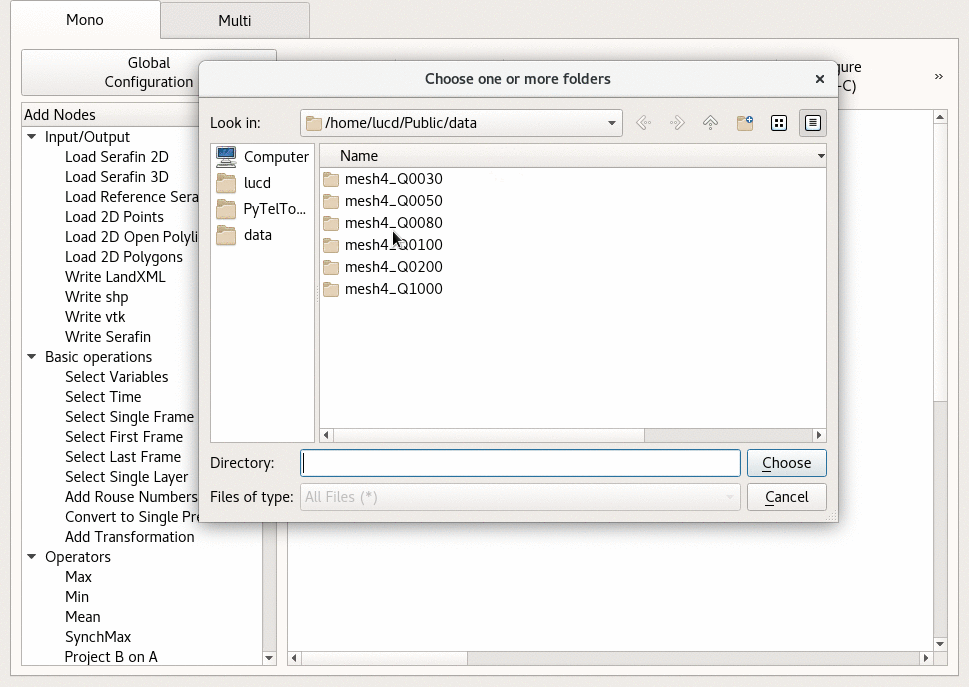 Mono
Multi
Global
Configuration
gure
-C)
»
Add Nodes
Input/Output
Load Serafin 2D
Load Serafin 3D
Load Reference Sera
Load 2D Points
Load 2D Open Polyli
Load 2D Polygons
Write LandXML
Write shp
Write vtk
Write Serafin
Basic operations
Select Variables
Select Time
Select Single Frame
Select First Frame
Select Last Frame
Select Single Layer
Add Rouse Numbers
Convert to Single Pre
Add Transformation
Operators
Max
Min
Mean
SynchMax
Project B on A
Choose one or more folders
Look in:
/home/lucd/Public/data
Computer
lucd
PyTelTo...
data
Name
mesh4_Q0030
mesh4_Q0050
mesh4_Q0080
mesh4_Q0100
mesh4_Q0200
mesh4_Q1000
Directory:
Choose
Files of type:
All Files (*)
Cancel